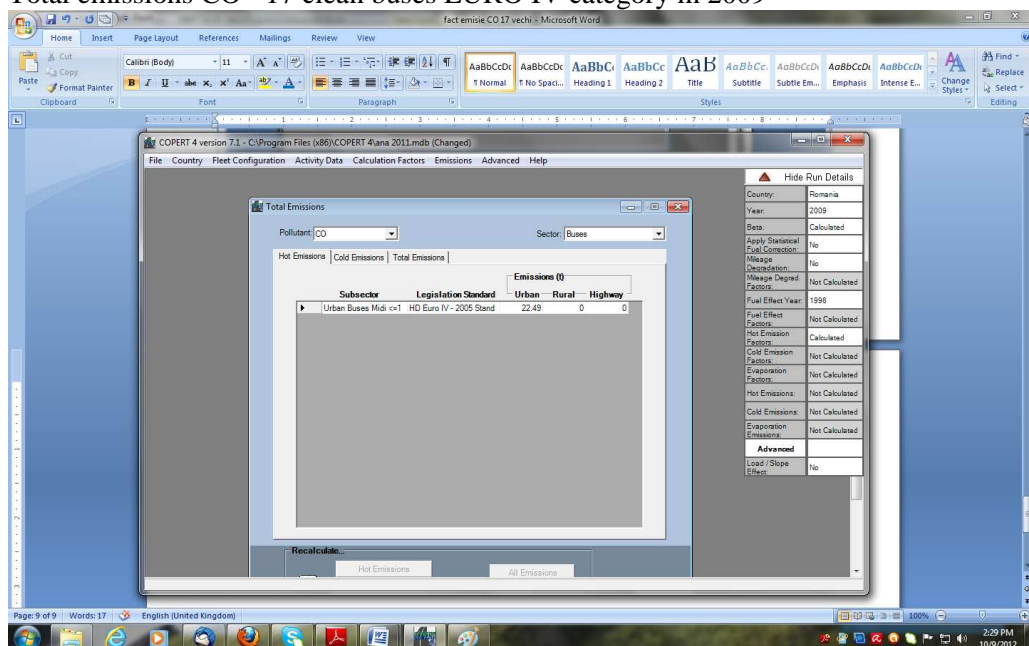 Total emissions CO - 17 clean buses EURO IV category in 2009
fact emisie CO 17 vechi - Microsoft Word
Home Insert Page Layout References Mailings Review View
Cut
Copy
Paste
Format Painter
Clipboard
Calibri (Body) 11
Font
Paragraph
AaBbCcDc AaBbCcDc AaBbC AaBbCc AaB AaBbCc. AaBbCcDi AaBbCcDi AaBbCcDi
¶ Normal ¶ No Spaci... Heading 1 Heading 2 Title Subtitle Subtle Em... Emphasis Intense E...
Change Styles
Styles
Find
Replace
Select
Editing
COPERT 4 version 7.1 - C:\Program Files (x86)\COPERT 4\ana 2011.mdb (Changed)
File Country Fleet Configuration Activity Data Calculation Factors Emissions Advanced Help
Total Emissions
Pollutant: CO Sector: Buses
Hot Emissions Cold Emissions Total Emissions
Emissions (t)
Subsector Legislation Standard Urban Rural Highway
Urban Buses Midi <=1 HD Euro IV - 2005 Stand 22.49 0 0
Recalculate...
Hot Emissions All Emissions
Hide Run Details
Country: Romania
Year: 2009
Beta: Calculated
Apply Statistical Fuel Correction: No
Mileage Degradation: No
Mileage Degrad. Factors: Not Calculated
Fuel Effect Year: 1996
Fuel Effect Factors: Not Calculated
Hot Emission Factors: Calculated
Cold Emission Factors: Not Calculated
Evaporation Factors: Not Calculated
Hot Emissions: Not Calculated
Cold Emissions: Not Calculated
Evaporation Emissions: Not Calculated
Advanced
Load / Slope Effect: No
Page: 9 of 9 Words: 17 English (United Kingdom) 100%
2:29 PM
10/9/2012